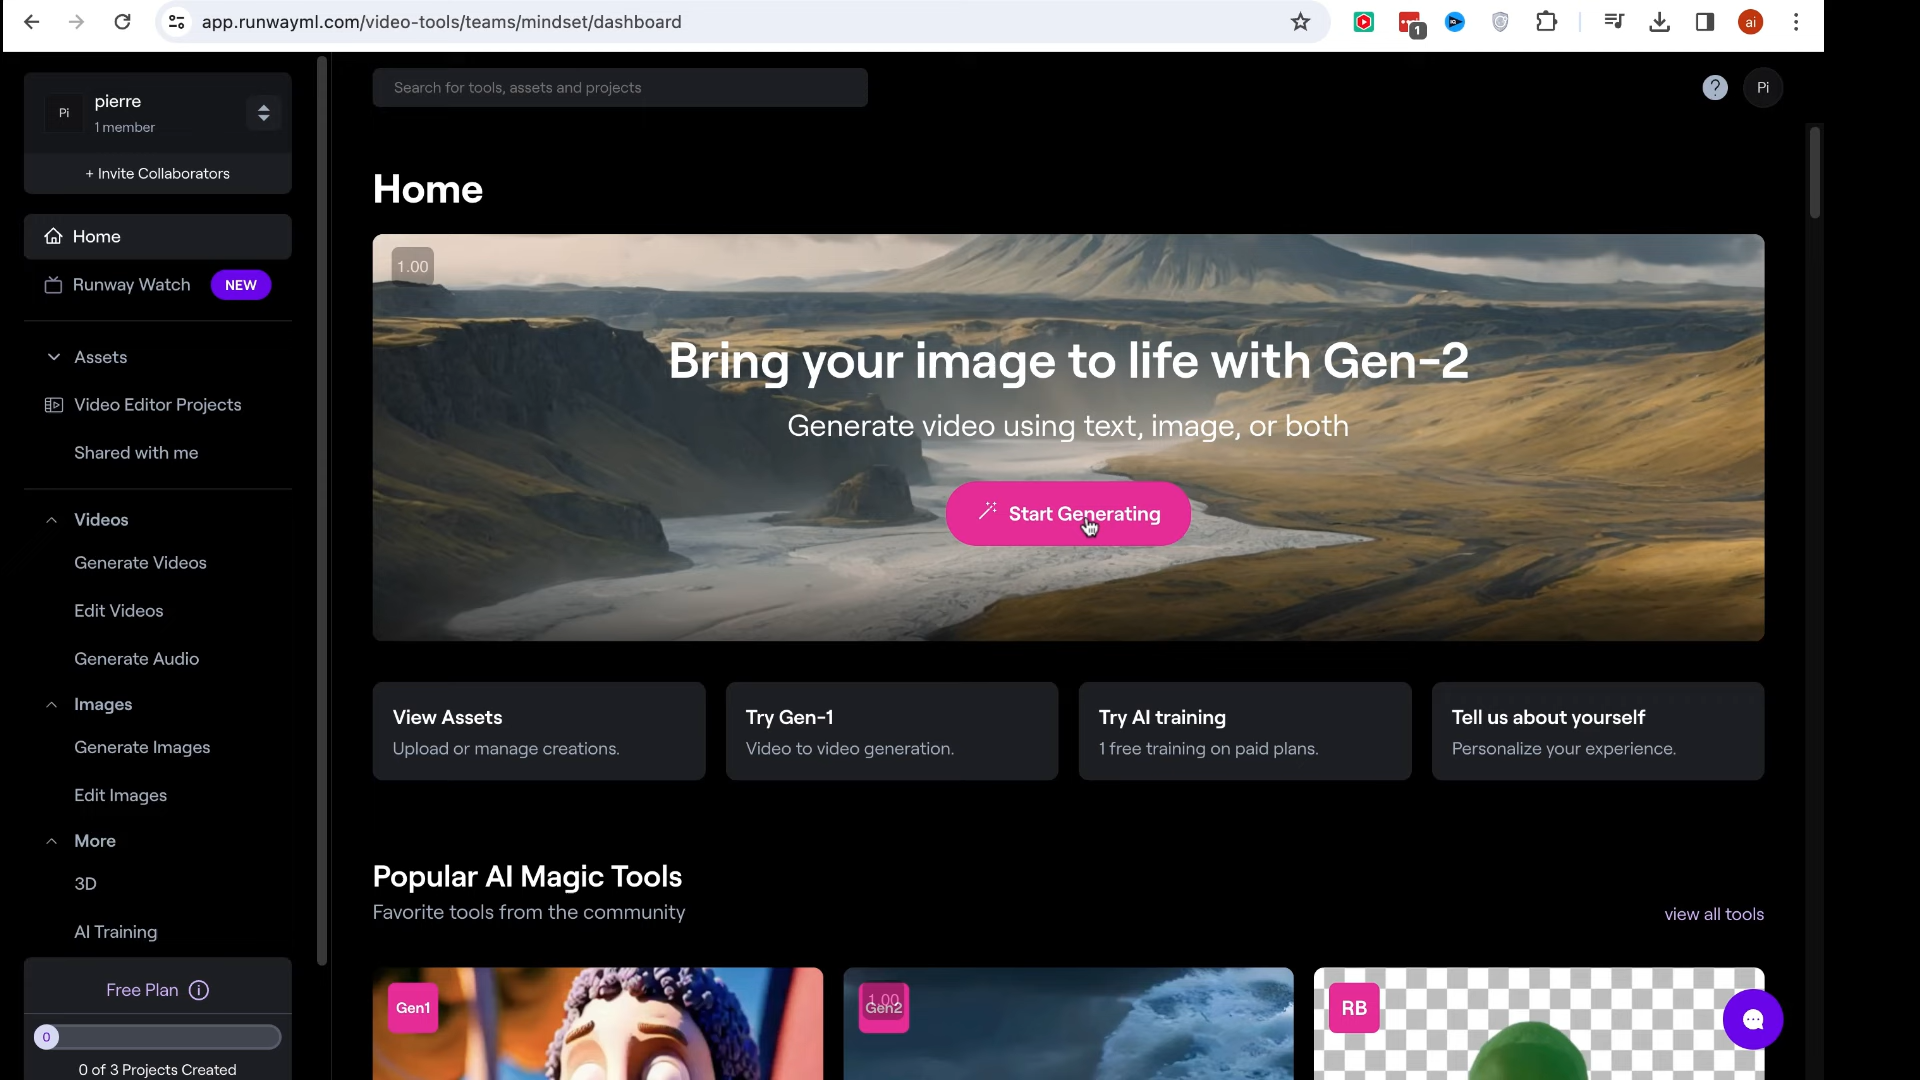 app.runwayml.com/video-tools/teams/mindset/dashboard
1
ai
Pi
pierre
1 member
+ Invite Collaborators
Home
Runway Watch
NEW
Assets
Video Editor Projects
Shared with me
Videos
Generate Videos
Edit Videos
Generate Audio
Images
Generate Images
Edit Images
More
3D
AI Training
Free Plan
0
0 of 3 Projects Created
Search for tools, assets and projects
?
Pi
Home
1.00
Bring your image to life with Gen-2
Generate video using text, image, or both
Start Generating
View Assets
Upload or manage creations.
Try Gen-1
Video to video generation.
Try AI training
1 free training on paid plans.
Tell us about yourself
Personalize your experience.
Popular AI Magic Tools
Favorite tools from the community
view all tools
Gen1
1.00
Gen2
RB